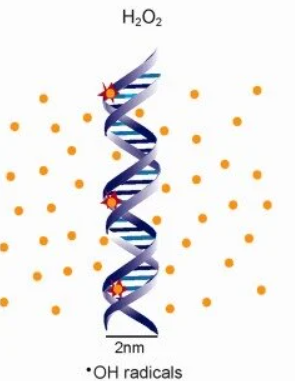 H₂O₂
2nm
•OH radicals